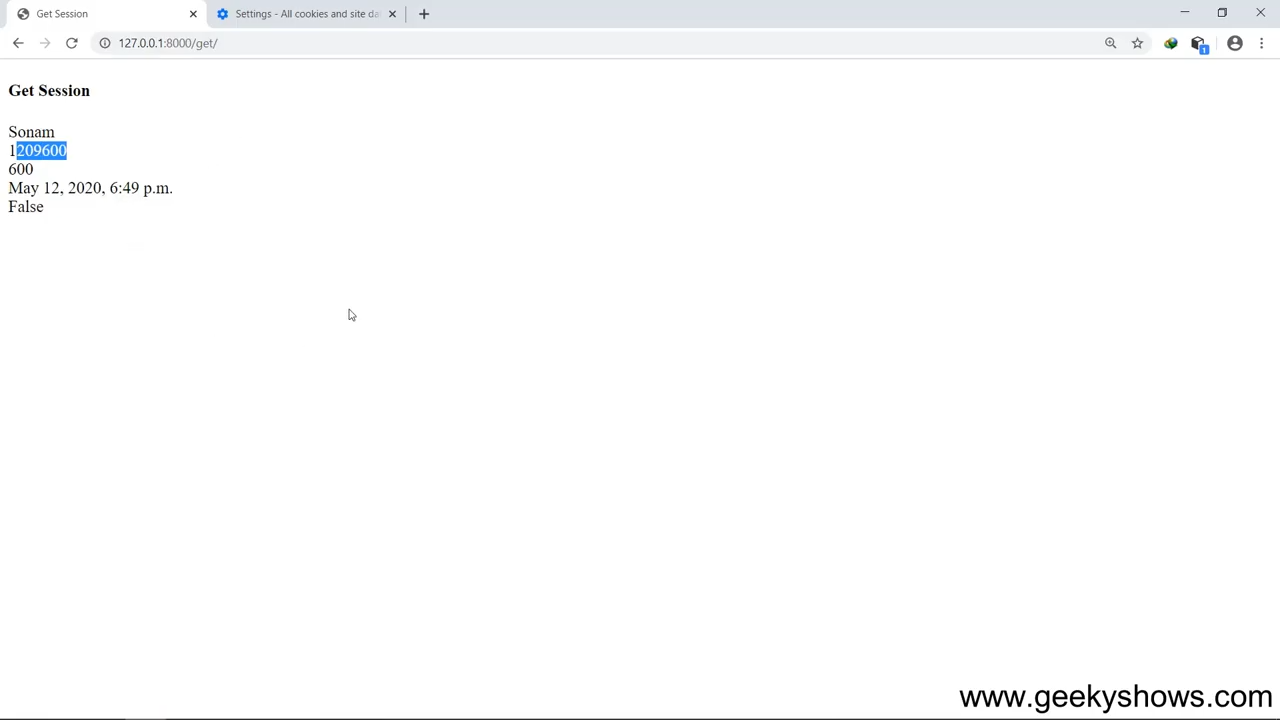 Get Session
Settings - All cookies and site da
127.0.0.1:8000/get/
1
Get Session
Sonam
1209600
600
May 12, 2020, 6:49 p.m.
False
www.geekyshows.com